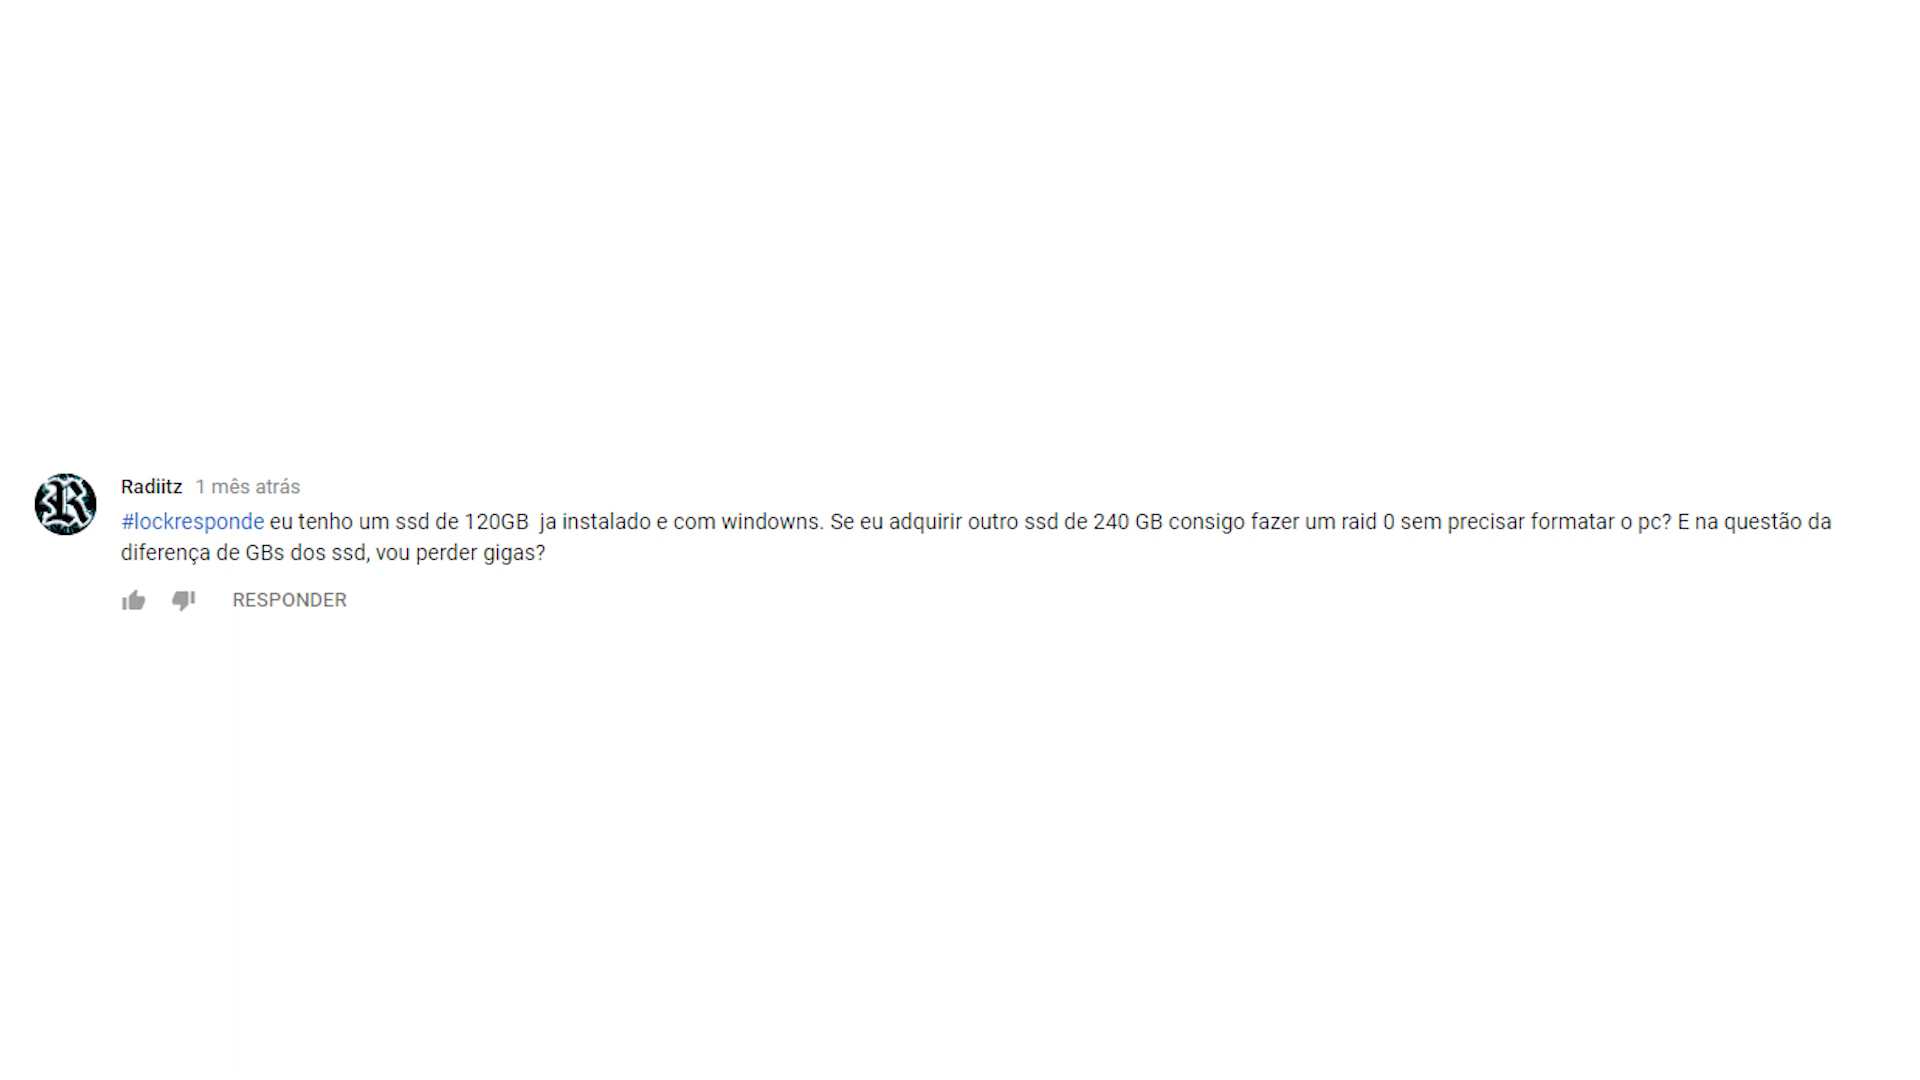 Radiitz 1 mês atrás
#lockresponde eu tenho um ssd de 120GB  ja instalado e com windowns. Se eu adquirir outro ssd de 240 GB consigo fazer um raid 0 sem precisar formatar o pc? E na questão da
diferença de GBs dos ssd, vou perder gigas?
RESPONDER